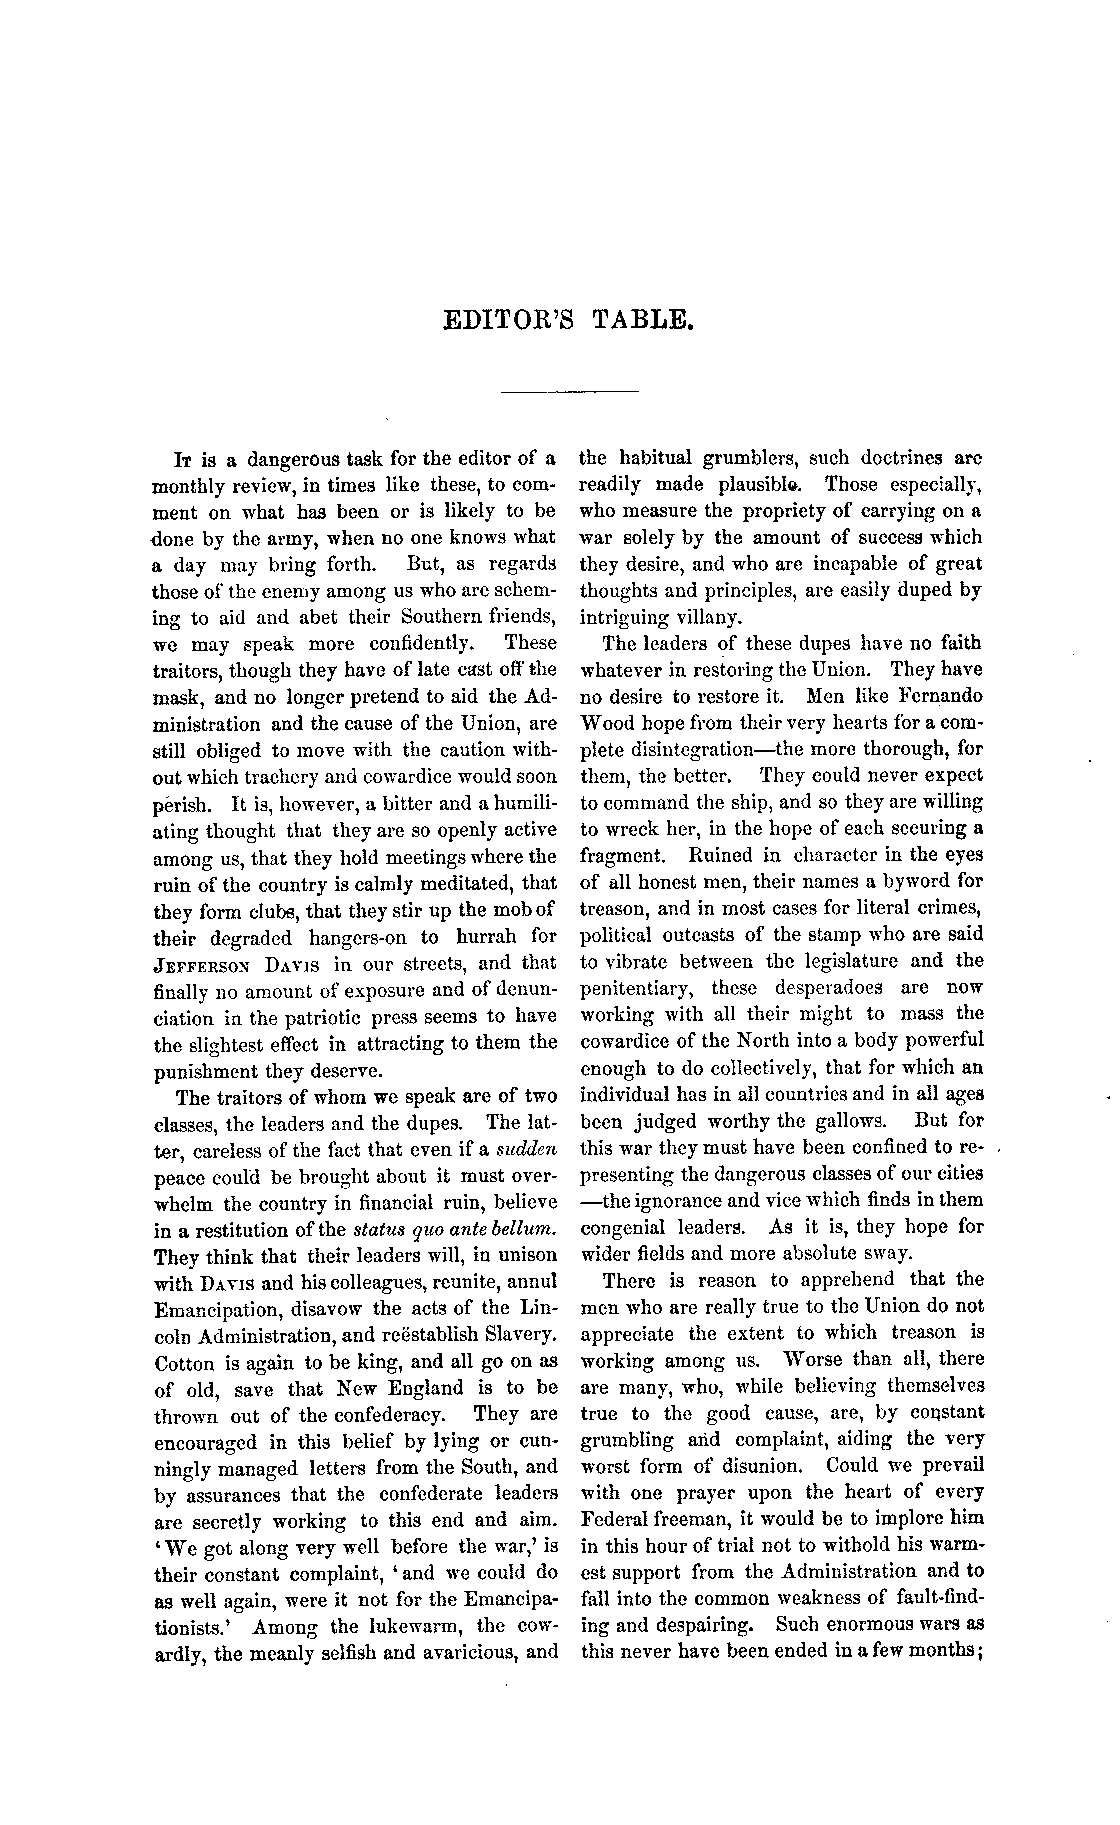 EDITOR'S TABLE.
It is a dangerous task for the editor of a
monthly review, in times like these, to com-
ment on what has been or is likely to be
done by the army, when no one knows what
a day may bring forth. But, as regards
those of the enemy among us who are schem-
ing to aid and abet their Southern friends,
we may speak more confidently. These
traitors, though they have of late cast off the
mask, and no longer pretend to aid the Ad-
ministration and the cause of the Union, are
still obliged to move with the caution with-
out which trachery and cowardice would soon
perish. It is, however, a bitter and a humili-
ating thought that they are so openly active
among us, that they hold meetings where the
ruin of the country is calmly meditated, that
they form clubs, that they stir up the mob of
their degraded hangers-on to hurrah for
Jefferson Davis in our streets, and that
finally no amount of exposure and of denun-
ciation in the patriotic press seems to have
the slightest effect in attracting to them the
punishment they deserve.
The traitors of whom we speak are of two
classes, the leaders and the dupes. The lat-
ter, careless of the fact that even if a sudden
peace could be brought about it must over-
whelm the country in financial ruin, believe
in a restitution of the status quo ante bellum.
They think that their leaders will, in unison
with Davis and his colleagues, reunite, annul
Emancipation, disavow the acts of the Lin-
coln Administration, and reëstablish Slavery.
Cotton is again to be king, and all go on as
of old, save that New England is to be
thrown out of the confederacy. They are
encouraged in this belief by lying or cun-
ningly managed letters from the South, and
by assurances that the confederate leaders
are secretly working to this end and aim.
'We got along very well before the war,' is
their constant complaint, 'and we could do
as well again, were it not for the Emancipa-
tionists.' Among the lukewarm, the cow-
ardly, the meanly selfish and avaricious, and
the habitual grumblers, such doctrines are
readily made plausible. Those especially,
who measure the propriety of carrying on a
war solely by the amount of success which
they desire, and who are incapable of great
thoughts and principles, are easily duped by
intriguing villany.
The leaders of these dupes have no faith
whatever in restoring the Union. They have
no desire to restore it. Men like Fernando
Wood hope from their very hearts for a com-
plete disintegration—the more thorough, for
them, the better. They could never expect
to command the ship, and so they are willing
to wreck her, in the hope of each securing a
fragment. Ruined in character in the eyes
of all honest men, their names a byword for
treason, and in most cases for literal crimes,
political outcasts of the stamp who are said
to vibrate between the legislature and the
penitentiary, these desperadoes are now
working with all their might to mass the
cowardice of the North into a body powerful
enough to do collectively, that for which an
individual has in all countries and in all ages
been judged worthy the gallows. But for
this war they must have been confined to re-
presenting the dangerous classes of our cities
—the ignorance and vice which finds in them
congenial leaders. As it is, they hope for
wider fields and more absolute sway.
There is reason to apprehend that the
men who are really true to the Union do not
appreciate the extent to which treason is
working among us. Worse than all, there
are many, who, while believing themselves
true to the good cause, are, by constant
grumbling and complaint, aiding the very
worst form of disunion. Could we prevail
with one prayer upon the heart of every
Federal freeman, it would be to implore him
in this hour of trial not to withold his warm-
est support from the Administration and to
fall into the common weakness of fault-find-
ing and despairing. Such enormous wars as
this never have been ended in a few months;